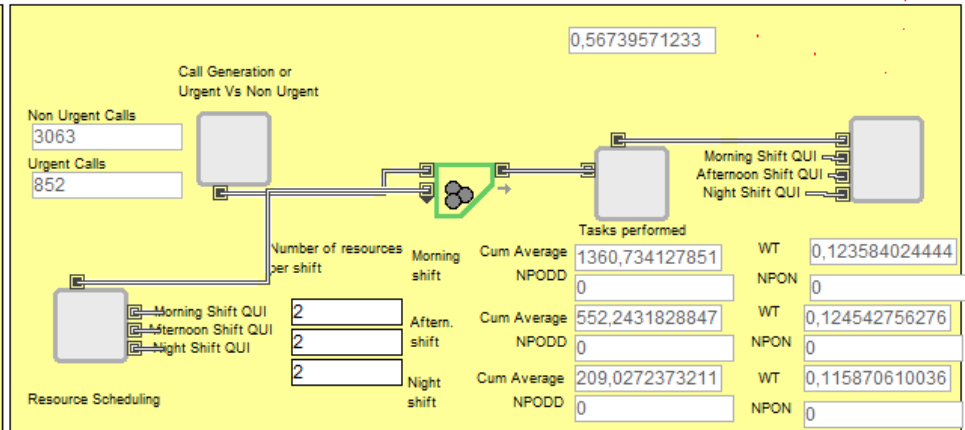 0,56739571233
Call Generation or
Urgent Vs Non Urgent
Non Urgent Calls
3063
Urgent Calls
852
Morning Shift QUI
Afternoon Shift QUI
Night Shift QUI
Tasks performed
Number of resources
per shift
Morning
shift
Cum Average
1360,734127851
WT
0,123584024444
NPODD
0
NPON
0
Morning Shift QUI
2
Afternoon Shift QUI
2
Night Shift QUI
2
Aftern.
shift
Cum Average
552,2431828847
WT
0,124542756276
NPODD
0
NPON
0
Night
shift
Cum Average
209,0272373211
WT
0,115870610036
NPODD
0
NPON
0
Resource Scheduling